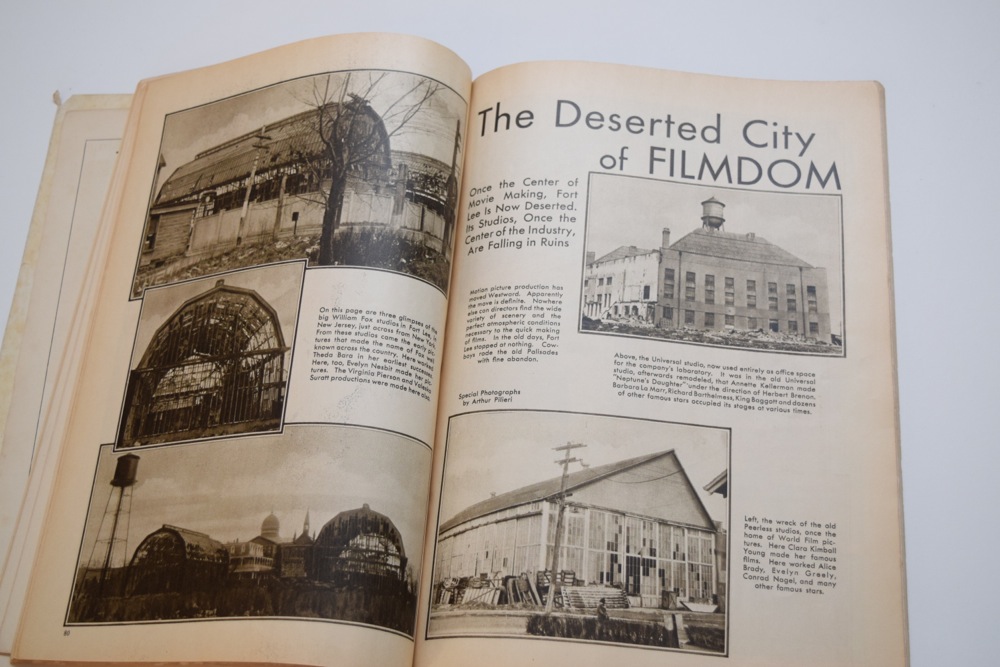 On this page are three glimpses of the
big William Fox studios in Fort Lee,
New Jersey, just across from New York.
From these studios came the early pic-
tures that made the name of Fox well
known across the country. Here worked
Theda Bara in her earliest successes.
Here, too, Evelyn Nesbit made her pic-
tures. The Virginia Pierson and Valeska
Suratt productions were made here also.
80
The Deserted City
of FILMDOM
Once the Center of
Movie Making, Fort
Lee Is Now Deserted.
Its Studios, Once the
Center of the Industry,
Are Falling in Ruins
Motion picture production has
moved Westward. Apparently
the move is definite. Nowhere
else can directors find the wide
variety of scenery and the
perfect atmospheric conditions
necessary to the quick making
of films. In the old days, Fort
Lee stopped at nothing. Cow-
boys rode the old Palisades
with fine abandon.
Special Photographs
by Arthur Pilleri
Above, the Universal studio, now used entirely as office space
for the company's laboratory. It was in the old Universal
studio, afterwards remodeled, that Annette Kellerman made
"Neptune's Daughter" under the direction of Herbert Brenon.
Barbara La Marr, Richard Barthelmess, King Baggott and dozens
of other famous stars occupied its stages at various times.
Left, the wreck of the old
Peerless studios, once the
home of World Film pic-
tures. Here Clara Kimball
Young made her famous
films. Here worked Alice
Brady, Evelyn Greely,
Conrad Nagel, and many
other famous stars.